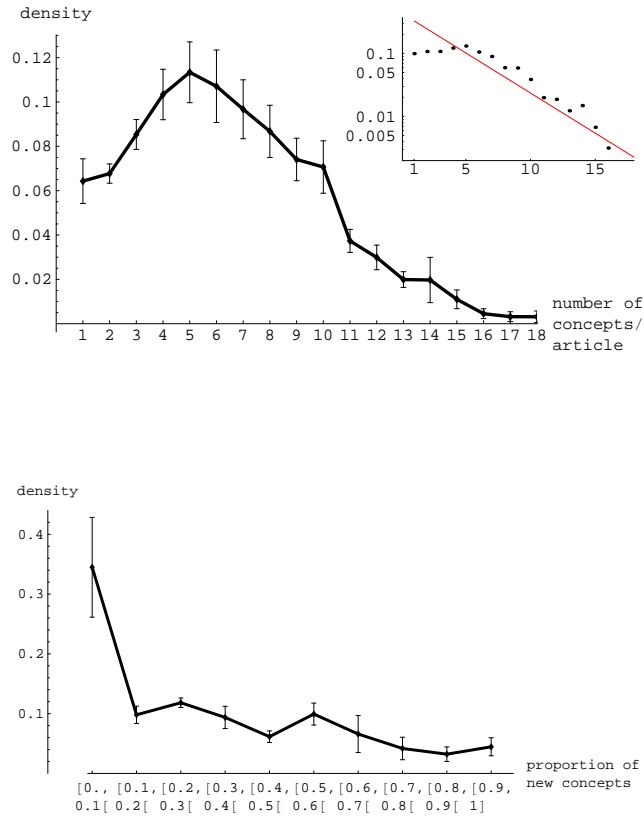 density
0.12
0.1
0.08
0.06
0.04
0.02
1 2 3 4 5 6 7 8 9 10 11 12 13 14 15 16 17 18
number of
concepts/
article
0.1
0.05
0.01
0.005
1 5 10 15
density
0.4
0.3
0.2
0.1
[0., [0.1, [0.2, [0.3, [0.4, [0.5, [0.6, [0.7, [0.8, [0.9,
0.1[ 0.2[ 0.3[ 0.4[ 0.5[ 0.6[ 0.7[ 0.8[ 0.9[ 1]
proportion of
new concepts